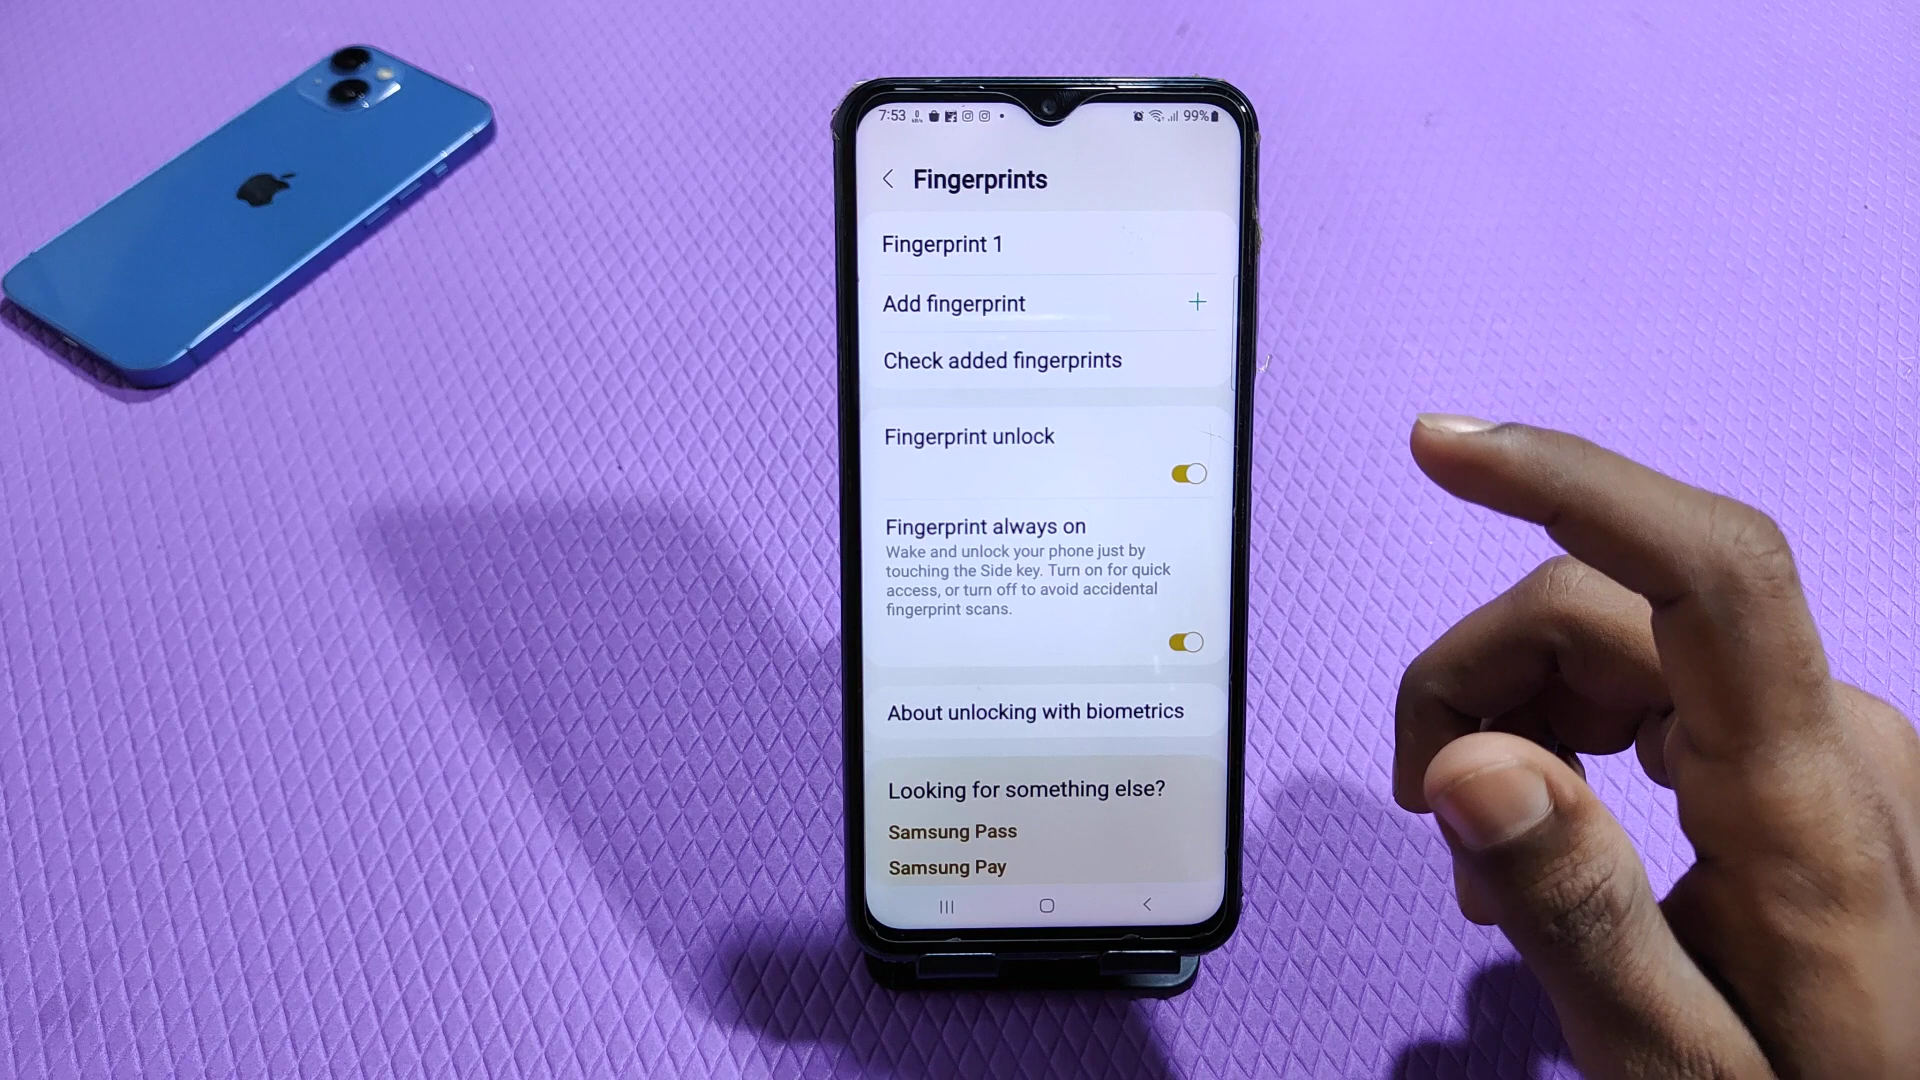 7:53 99%
Fingerprints
Fingerprint 1
Add fingerprint
Check added fingerprints
Fingerprint unlock
Fingerprint always on
Wake and unlock your phone just by
touching the Side key. Turn on for quick
access, or turn off to avoid accidental
fingerprint scans.
About unlocking with biometrics
Looking for something else?
Samsung Pass
Samsung Pay